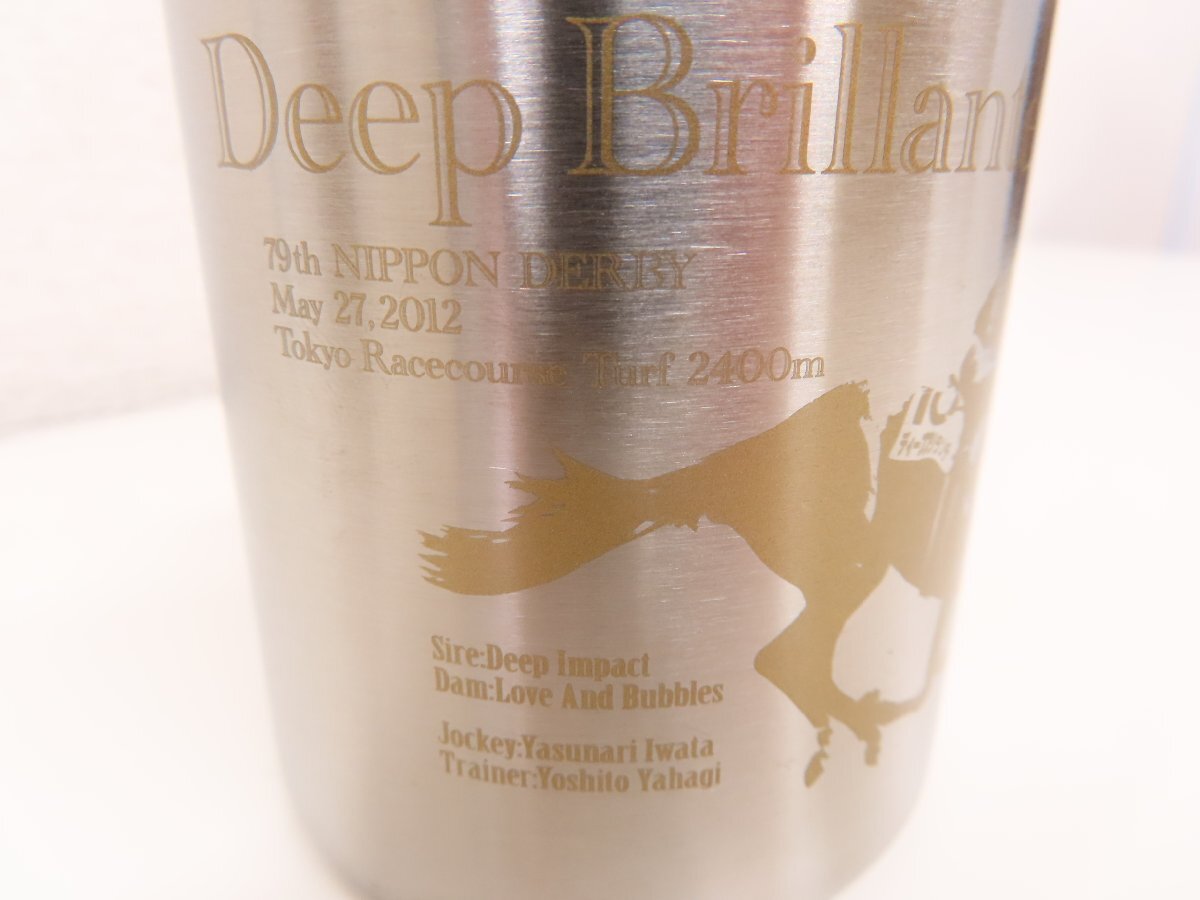 Deep Brillant
79th NIPPON DERBY
May 27, 2012
Tokyo Racecourse Turf 2400m
10
Sire:Deep Impact
Dam:Love And Bubbles
Jockey:Yasunari Iwata
Trainer:Yoshito Yahagi